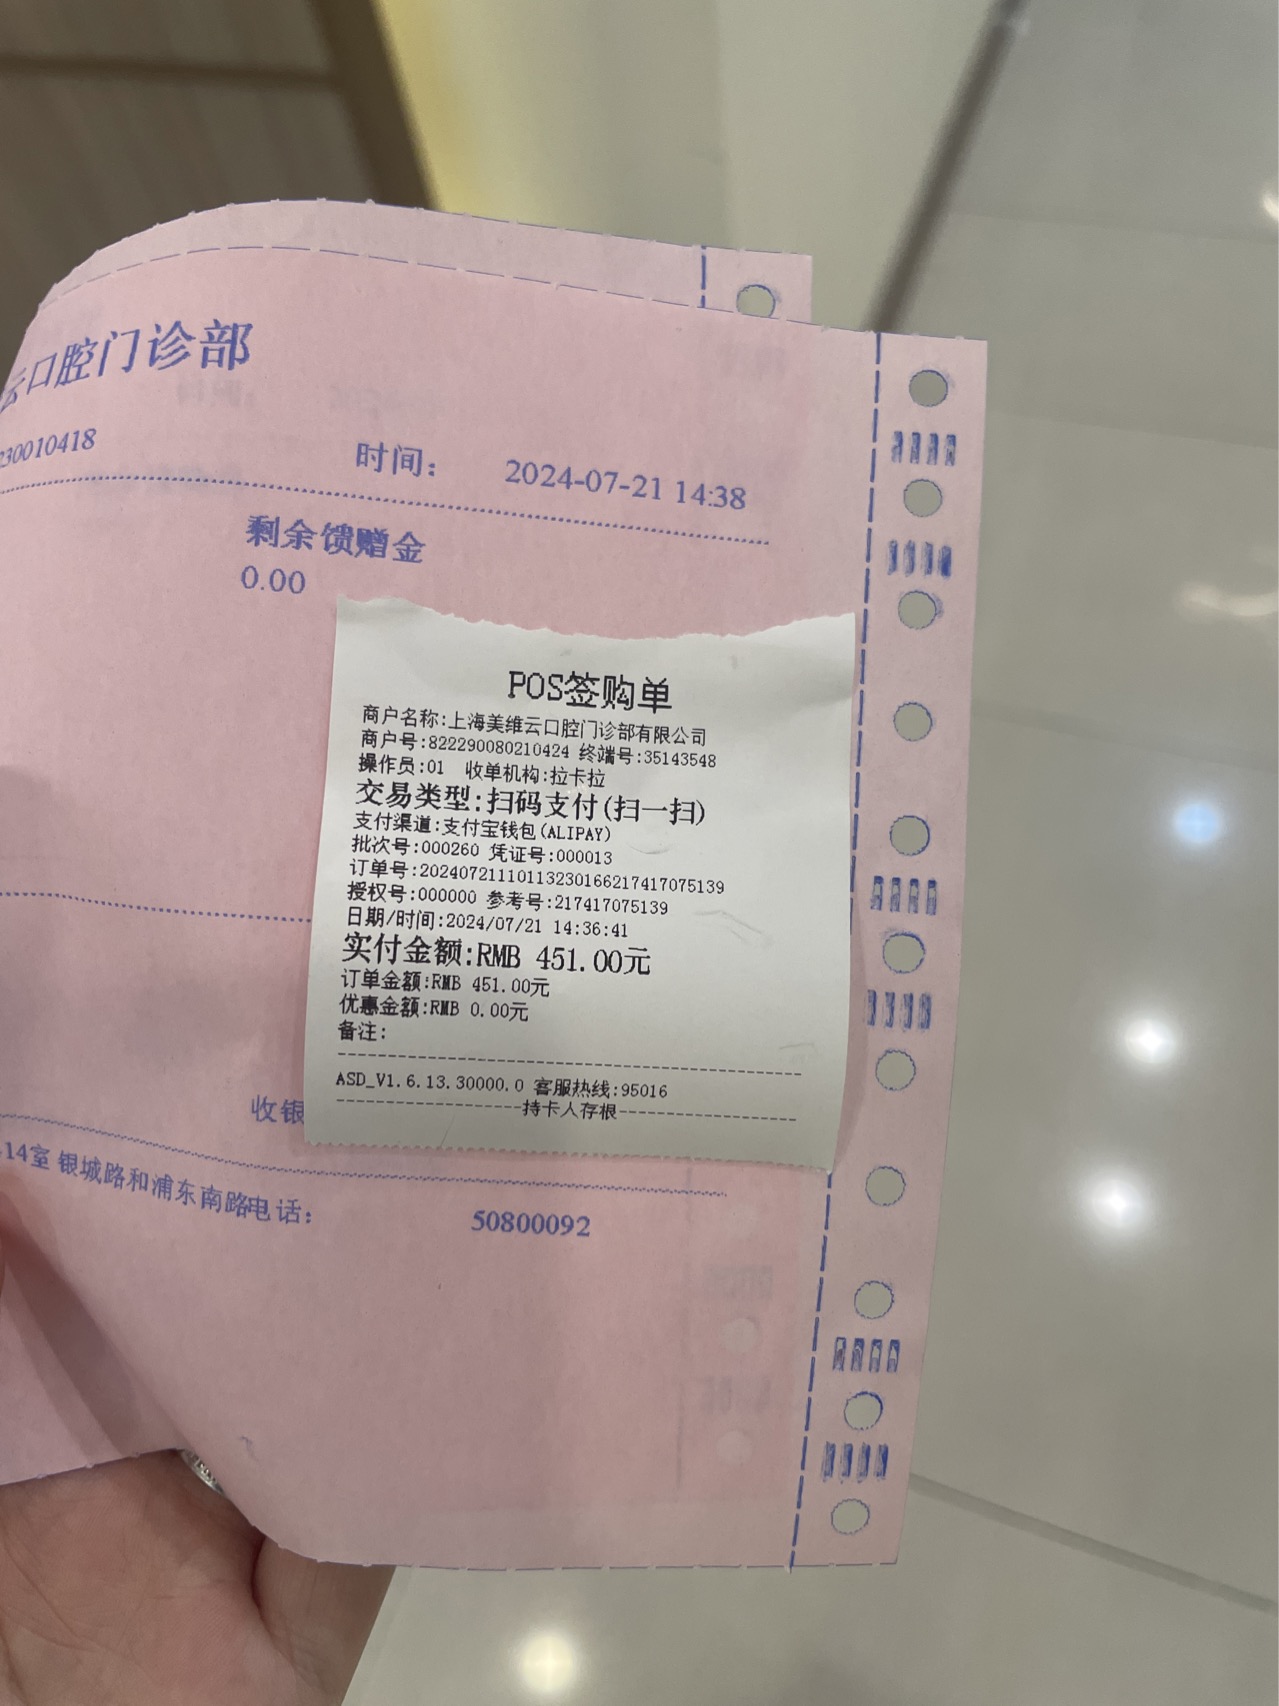 云口腔门诊部
230010418
时间: 2024-07-21 14:38
剩余馈赠金
0.00
POS签购单
商户名称:上海美维云口腔门诊部有限公司
商户号:822290080210424 终端号:35143548
操作员:01 收单机构:拉卡拉
交易类型:扫码支付(扫一扫)
支付渠道:支付宝钱包(ALIPAY)
批次号:000260 凭证号:000013
订单号:20240721110113230166217417075139
授权号:000000 参考号:217417075139
日期/时间:2024/07/21 14:36:41
实付金额:RMB 451.00元
订单金额:RMB 451.00元
优惠金额:RMB 0.00元
备注:
ASD_V1.6.13.30000.0 客服热线:95016
持卡人存根
收银
14室 银城路和浦东南路电话: 50800092